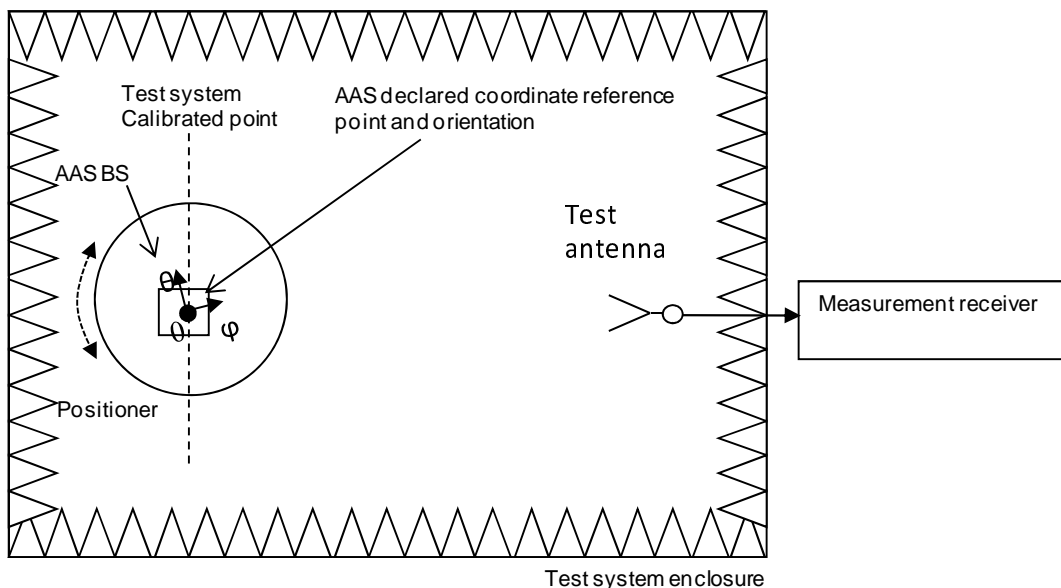 Test system
Calibrated point
AAS declared coordinate reference
point and orientation
AAS BS
Test
antenna
θ
θ
φ
Measurement receiver
Positioner
Test system enclosure